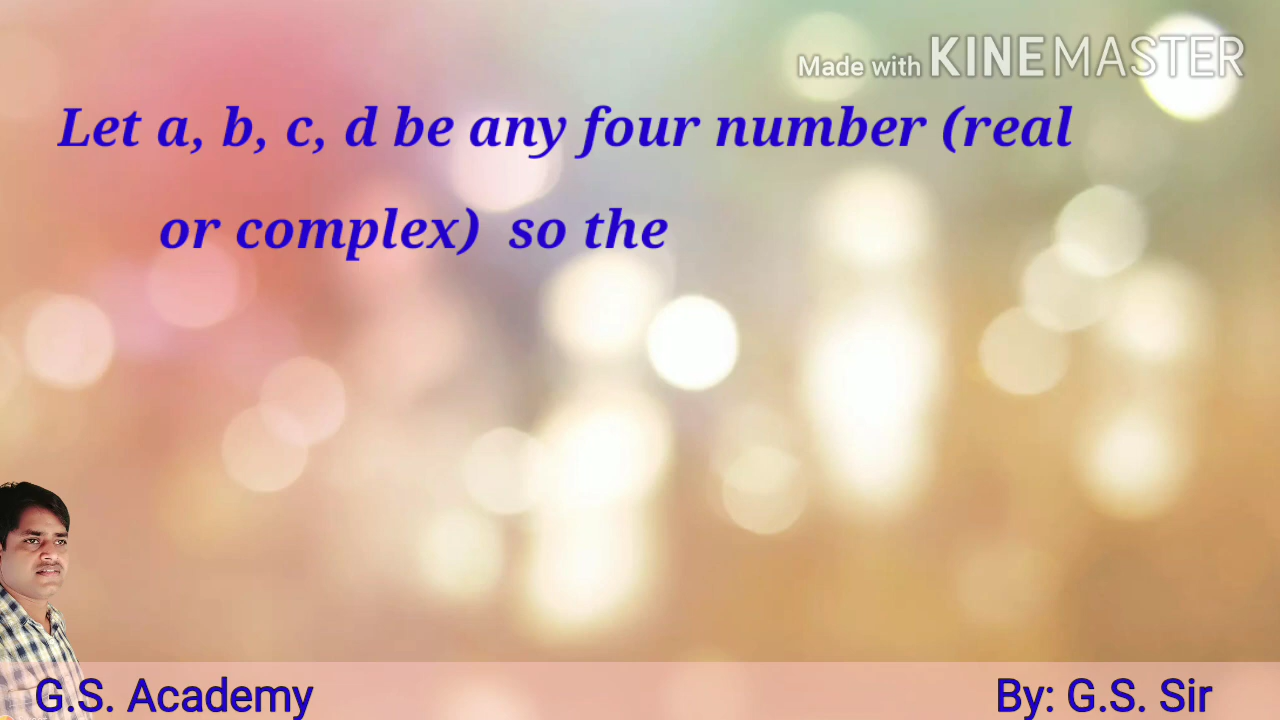 Made with KINEMASTER
Let a, b, c, d be any four number (real
or complex) so the
G.S. Academy
By: G.S. Sir